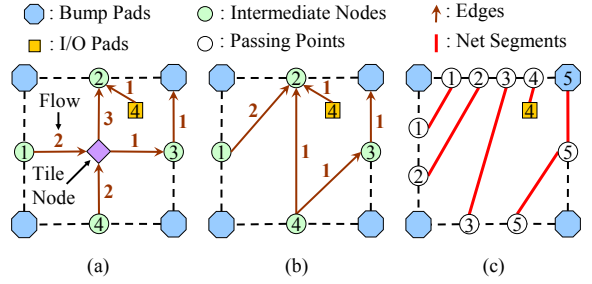 : Bump Pads : Intermediate Nodes : Edges
: I/O Pads : Passing Points : Net Segments
2 1 4 Flow 3 1 1 2 1 3 Tile Node 2 4
2 1 4 2 1 1 1 3 1 4
1 2 3 4 5 4 1 2 5 3 5
(a) (b) (c)